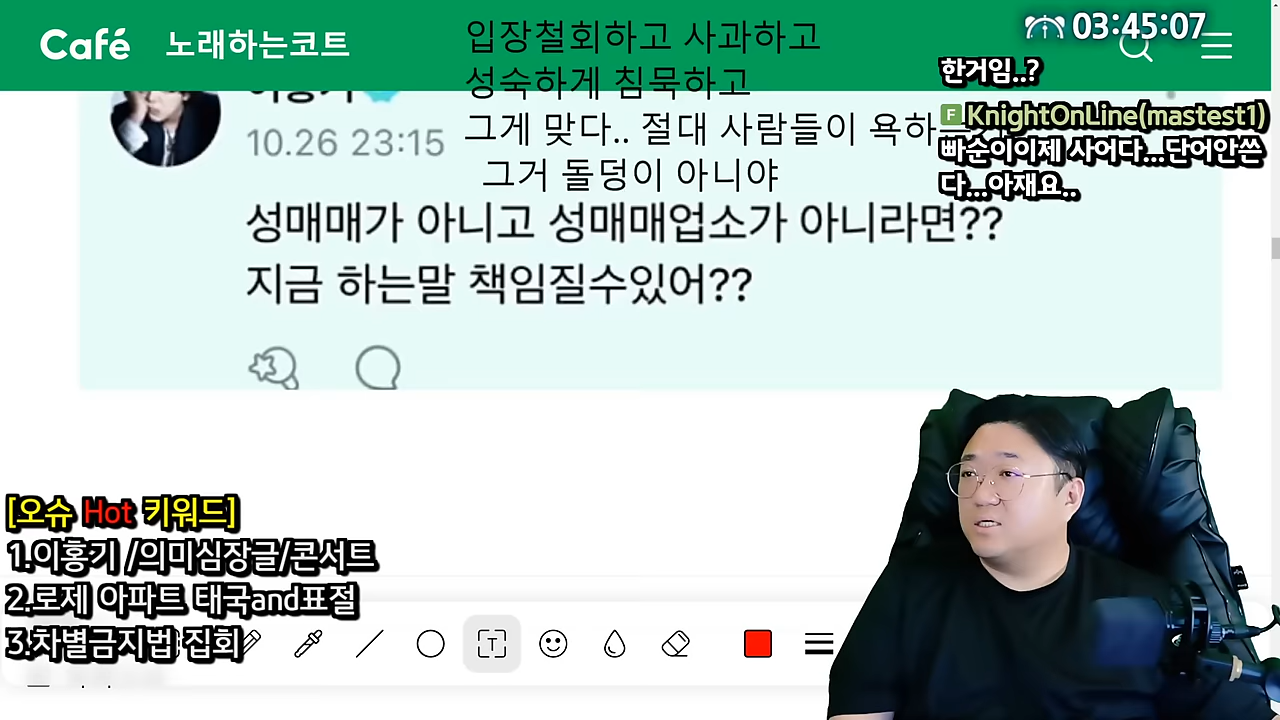 Café 노래하는코트
입장철회하고 사과하고
성숙하게 침묵하고
그게 맞다.. 절대 사람들이 욕하
그거 돌덩이 아니야
03:45:07
한거임..?
F KnightOnLine(mastest1)
빠순이이제 사어다...단어안쓴
다...아재요..
10.26 23:15
성매매가 아니고 성매매업소가 아니라면??
지금 하는말 책임질수있어??
[오슈 Hot 키워드]
1.이홍기 /의미심장글/콘서트
2.로제 아파트 태국and표절
3.차별금지법 집회
T